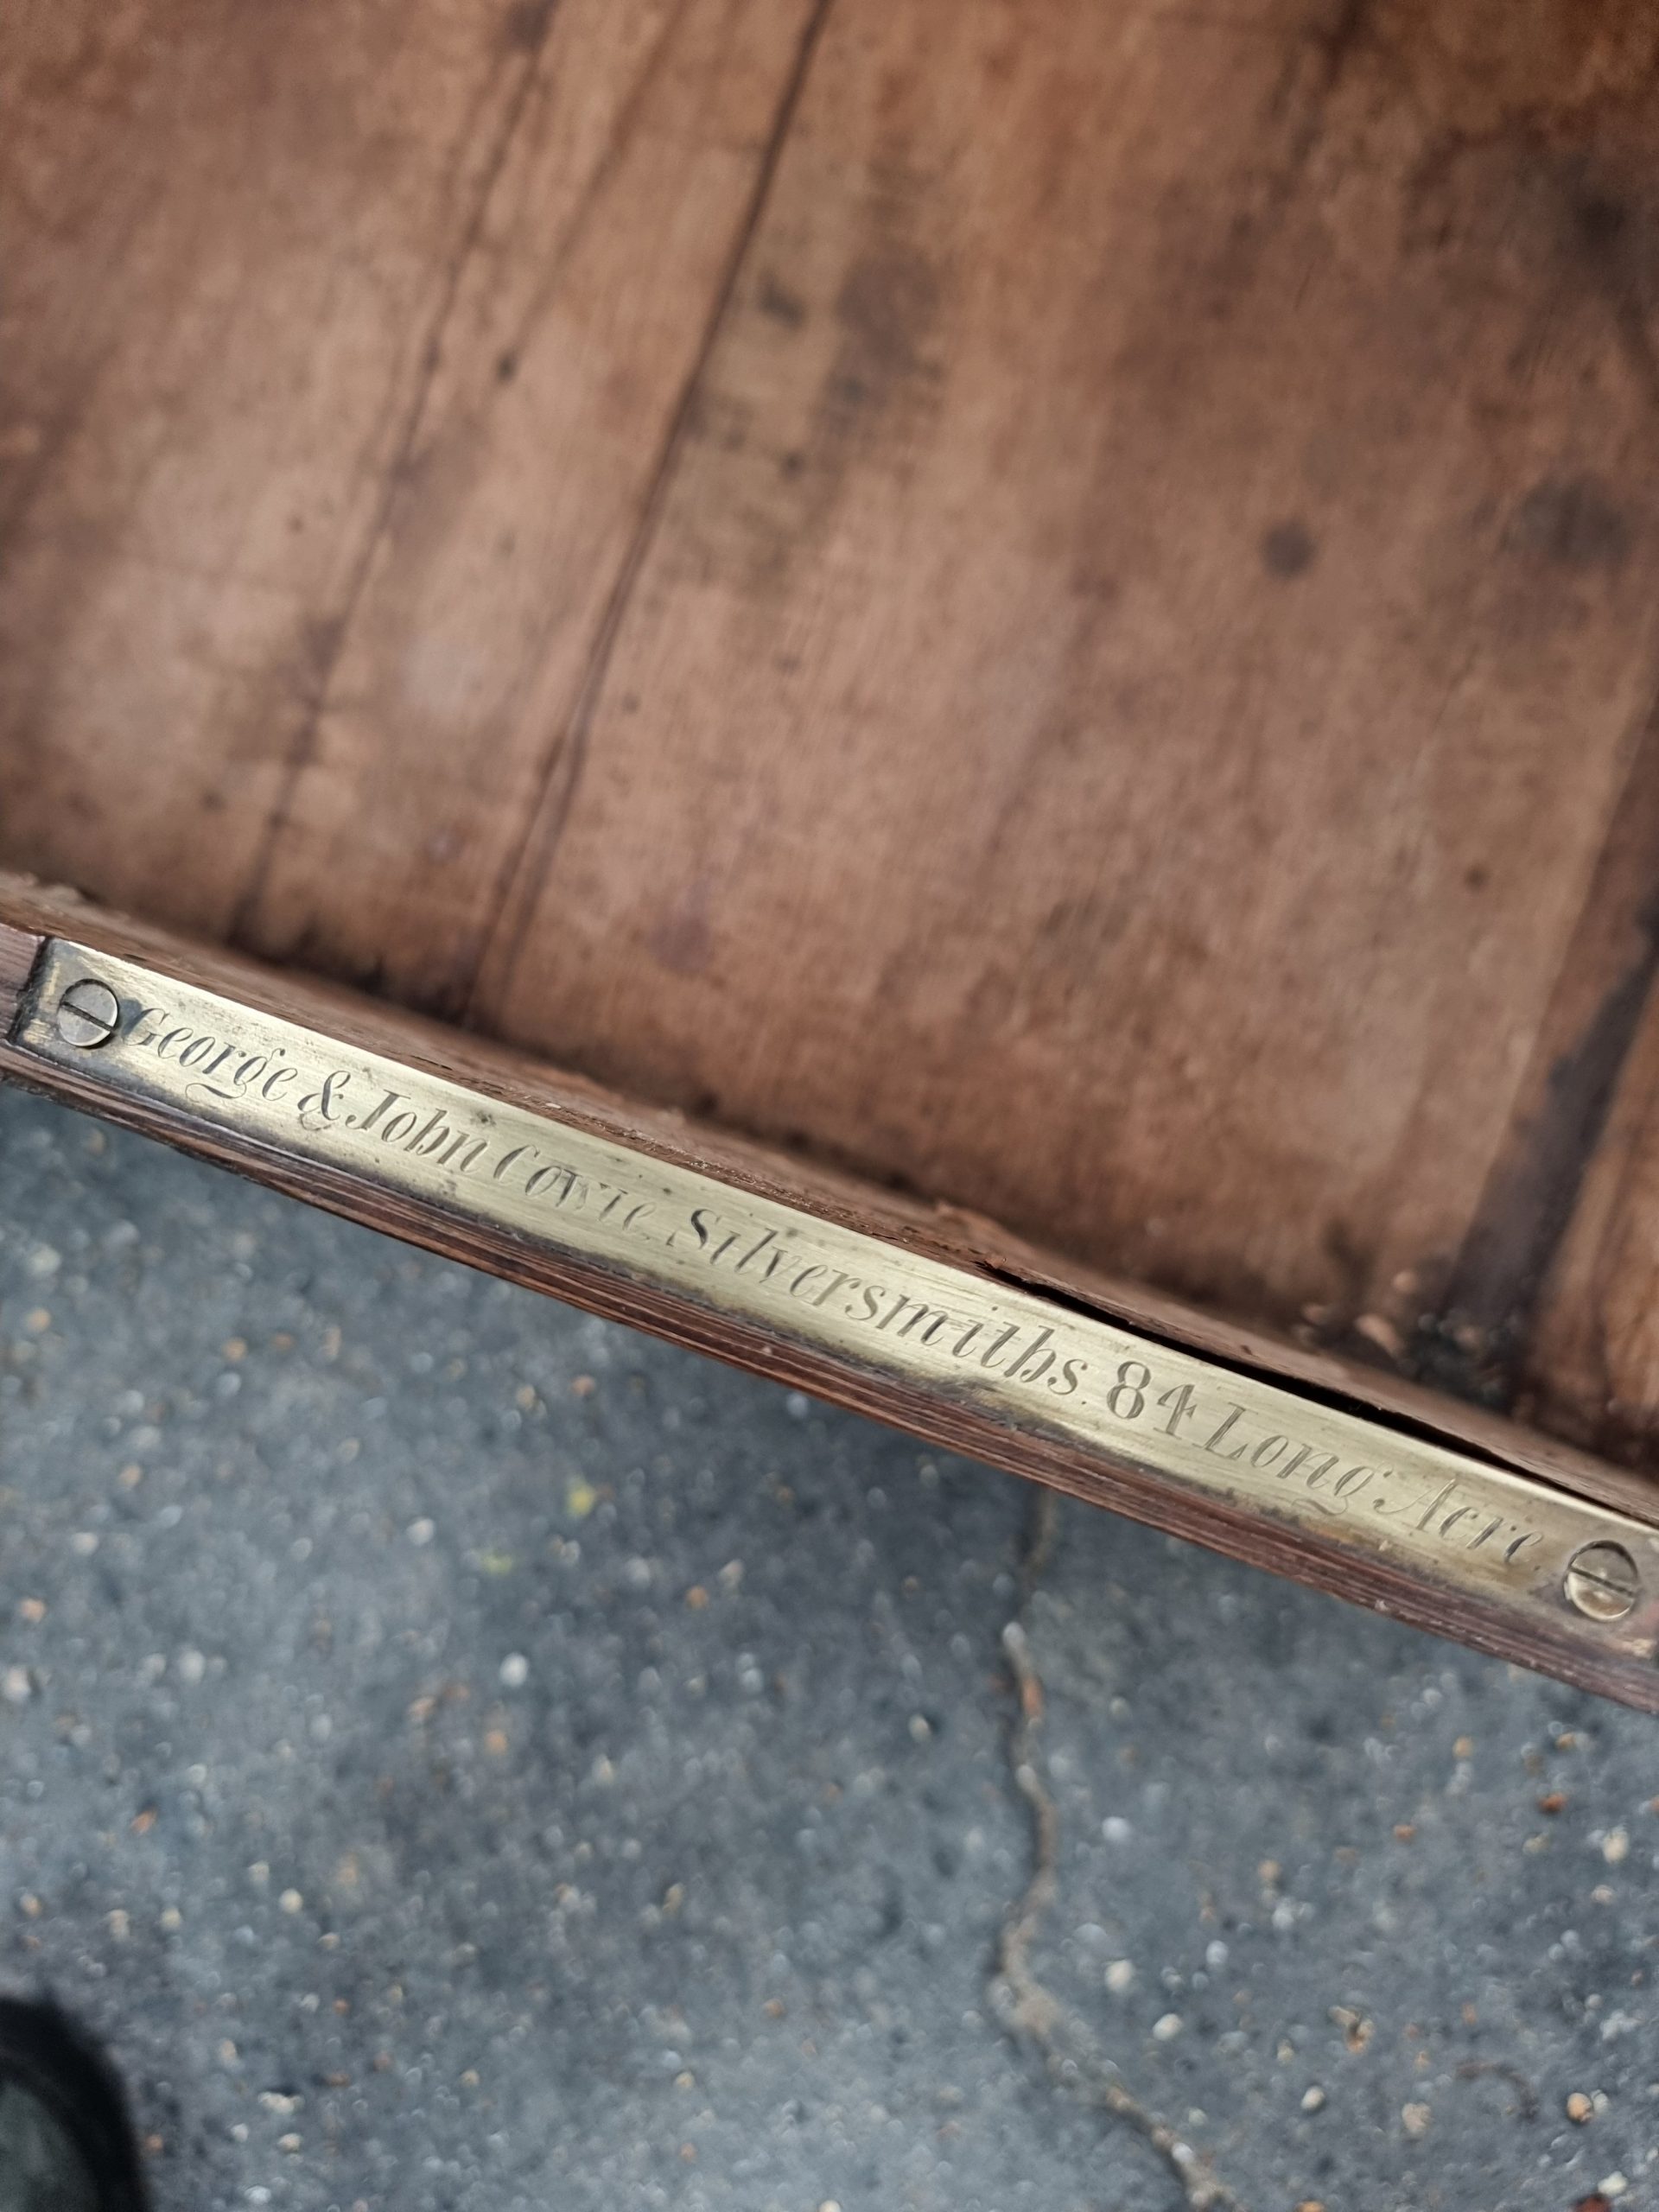 George & John Cowie, Silversmiths 84 Long Acre